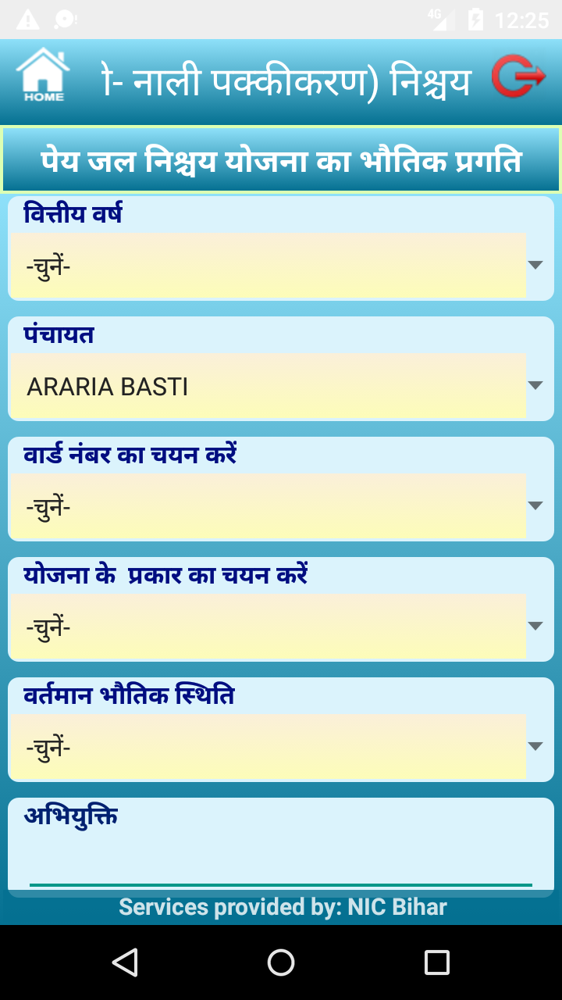 4G 12:25
HOME
ो- नाली पक्कीकरण) निश्चय
पेय जल निश्चय योजना का भौतिक प्रगति
वित्तीय वर्ष
-चुनें-
पंचायत
ARARIA BASTI
वार्ड नंबर का चयन करें
-चुनें-
योजना के प्रकार का चयन करें
-चुनें-
वर्तमान भौतिक स्थिति
-चुनें-
अभियुक्ति
Services provided by: NIC Bihar